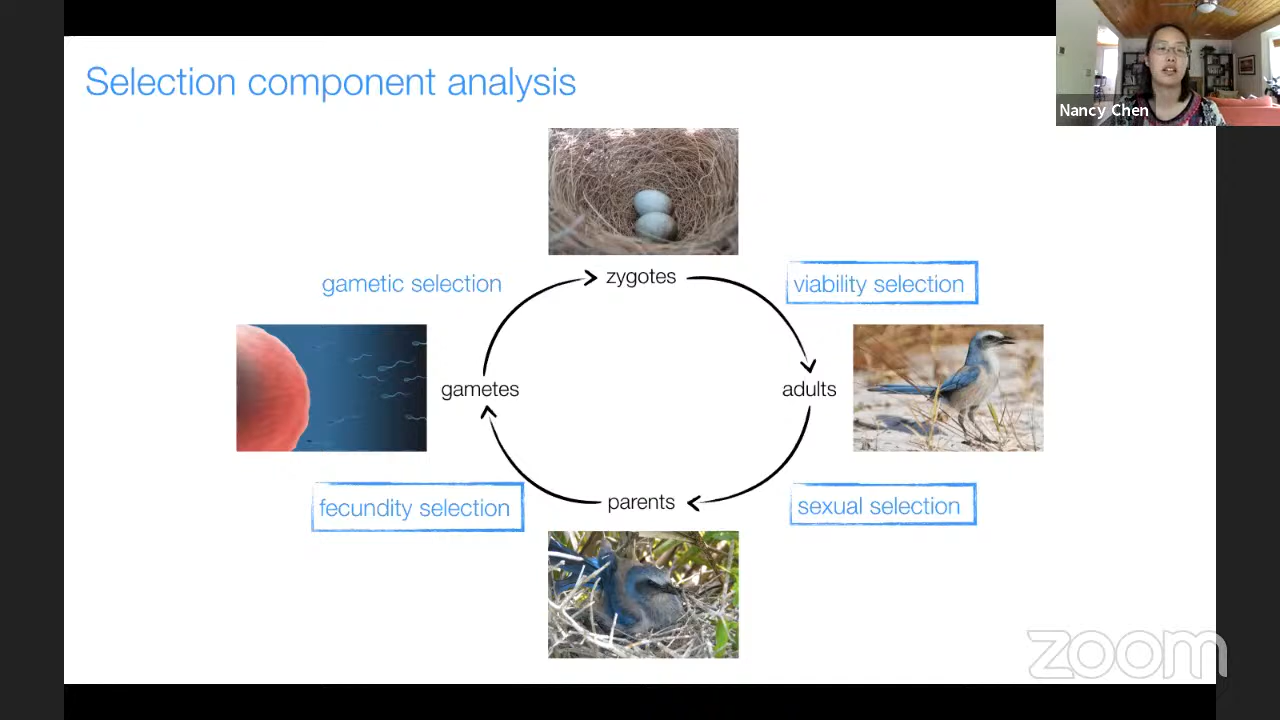 Selection component analysis
Nancy Chen
zygotes
gametic selection
viability selection
gametes
adults
parents
fecundity selection
sexual selection
zoom